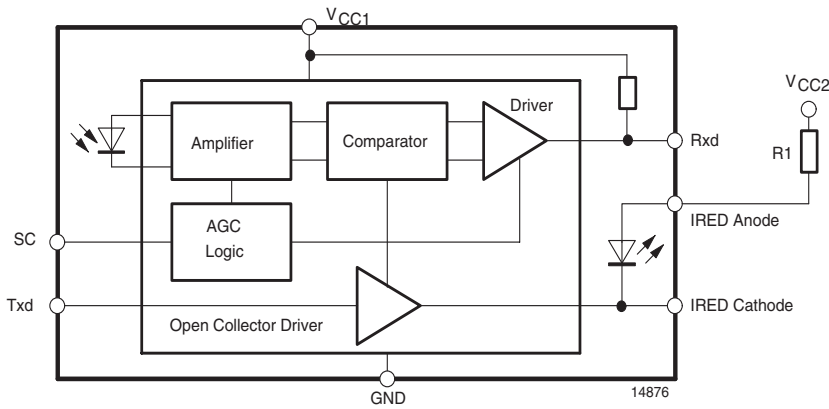 VCC1
Driver
VCC2
Amplifier
Comparator
Rxd
R1
AGC
Logic
IRED Anode
SC
Txd
Open Collector Driver
IRED Cathode
GND
14876